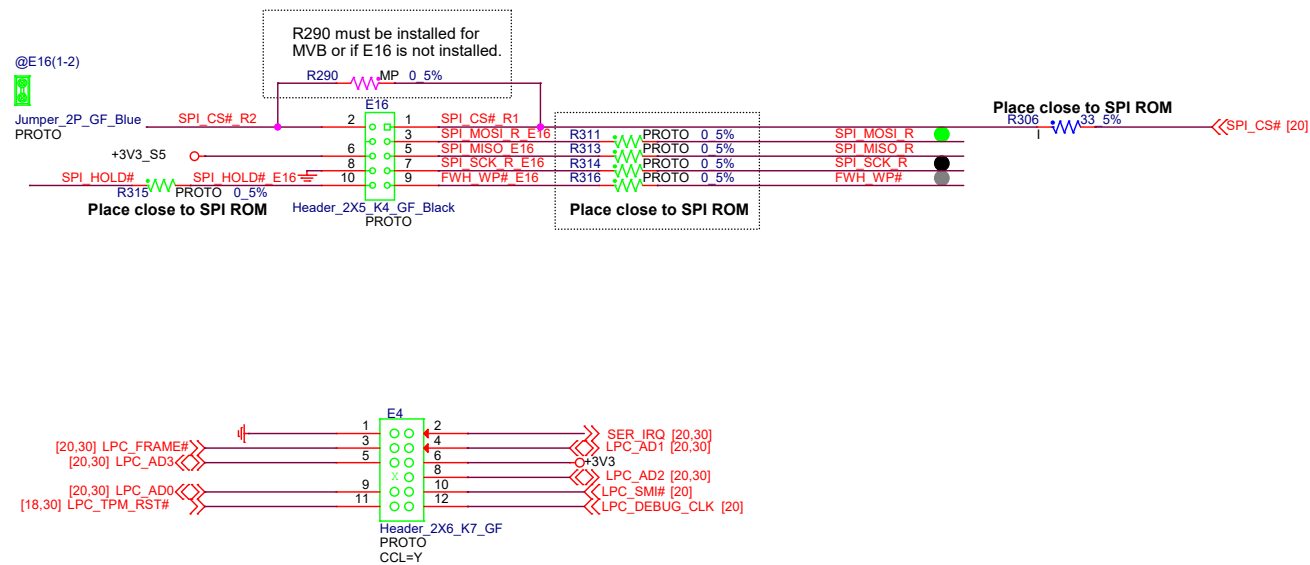 R290 must be installed for
MVB or if E16 is not installed.
@E16(1-2)
R290 MP 0_5%
E16
Place close to SPI ROM
Jumper_2P_GF_Blue SPI_CS#_R2 2 1 SPI_CS#_R1 R306 33_5% SPI_CS# [20]
PROTO I
3 SPI_MOSI_R_E16 R311 PROTO 0_5% SPI_MOSI_R
+3V3_S5 6 5 SPI_MISO_E16 R313 PROTO 0_5% SPI_MISO_R
8 7 SPI_SCK_R_E16 R314 PROTO 0_5% SPI_SCK_R
SPI_HOLD# SPI_HOLD#_E16 10 9 FWH_WP#_E16 R316 PROTO 0_5% FWH_WP#
R315 PROTO 0_5%
Place close to SPI ROM Header_2X5_K4_GF_Black Place close to SPI ROM
PROTO
E4
1 2 SER_IRQ [20,30]
[20,30] LPC_FRAME# 3 4 LPC_AD1 [20,30]
[20,30] LPC_AD3 5 6 +3V3
X 8 LPC_AD2 [20,30]
[20,30] LPC_AD0 9 10 LPC_SMI# [20]
[18,30] LPC_TPM_RST# 11 12 LPC_DEBUG_CLK [20]
Header_2X6_K7_GF
PROTO
CCL=Y